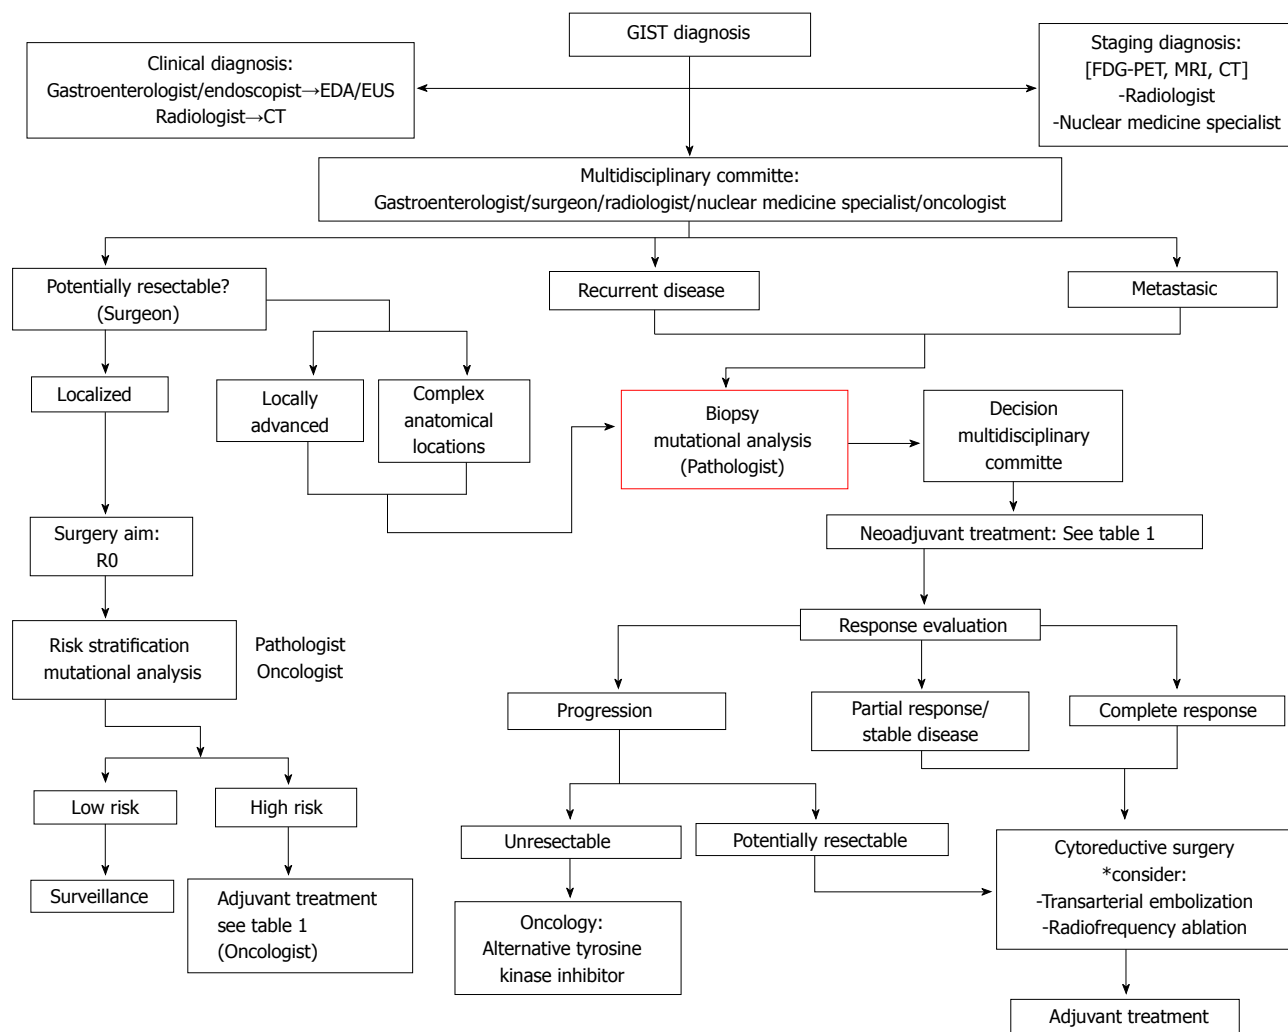 GIST diagnosis
Clinical diagnosis:
Gastroenterologist/endoscopist→EDA/EUS
Radiologist→CT
Staging diagnosis:
[FDG-PET, MRI, CT]
-Radiologist
-Nuclear medicine specialist
Multidisciplinary committe:
Gastroenterologist/surgeon/radiologist/nuclear medicine specialist/oncologist
Potentially resectable?
(Surgeon)
Recurrent disease
Metastasic
Localized
Locally
advanced
Complex
anatomical
locations
Biopsy
mutational analysis
(Pathologist)
Decision
multidisciplinary
committe
Surgery aim:
R0
Neoadjuvant treatment: See table 1
Risk stratification
mutational analysis
Pathologist
Oncologist
Response evaluation
Progression
Partial response/
stable disease
Complete response
Low risk
High risk
Unresectable
Potentially resectable
Cytoreductive surgery
*consider:
-Transarterial embolization
-Radiofrequency ablation
Surveillance
Adjuvant treatment
see table 1
(Oncologist)
Oncology:
Alternative tyrosine
kinase inhibitor
Adjuvant treatment